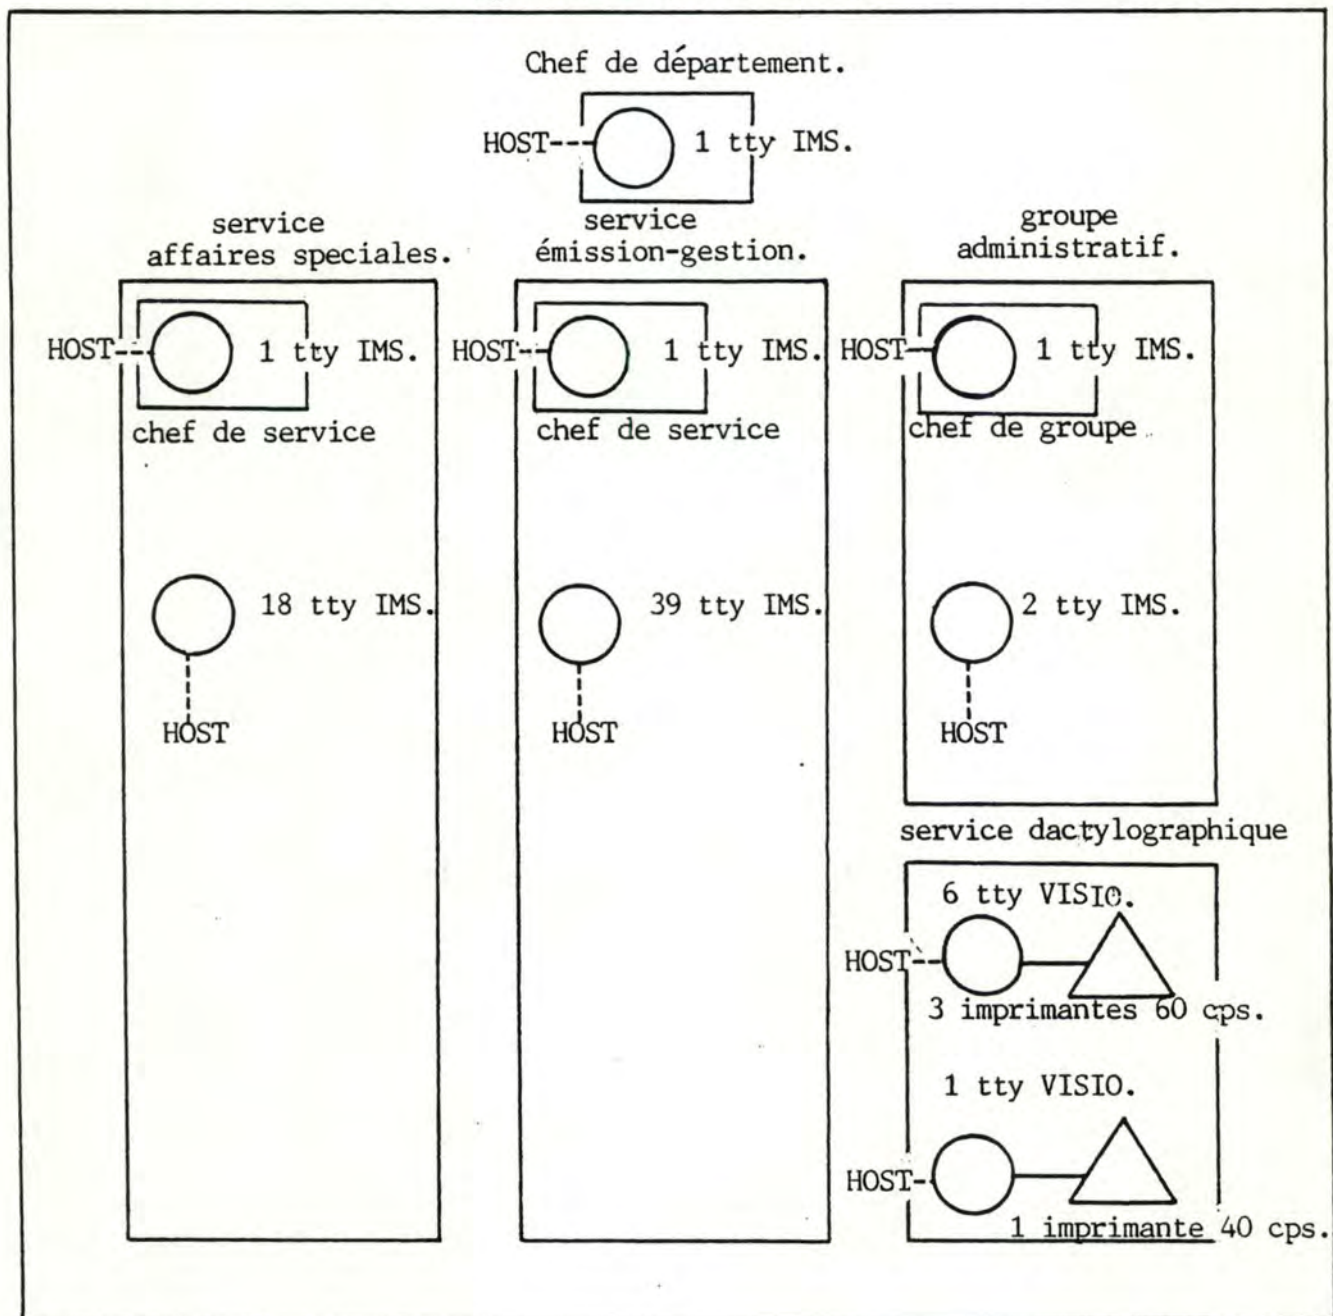 Chef de département.
HOST 1 tty IMS.
service
affaires speciales.
HOST 1 tty IMS.
chef de service
18 tty IMS.
HOST
service
émission-gestion.
HOST 1 tty IMS.
chef de service
39 tty IMS.
HOST
groupe
administratif.
HOST 1 tty IMS.
chef de groupe
2 tty IMS.
HOST
service dactylographique
6 tty VISIO.
HOST
3 imprimantes 60 cps.
1 tty VISIO.
HOST
1 imprimante 40 cps.